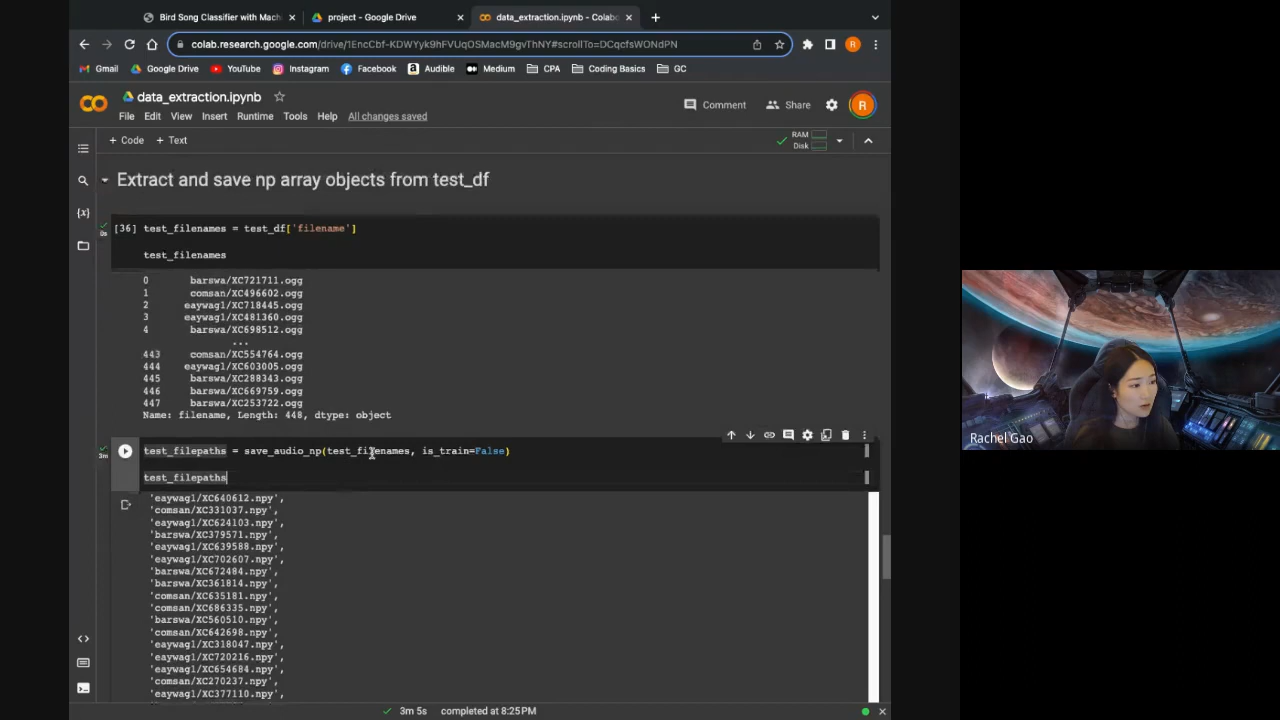 Bird Song Classifier with Mach
project - Google Drive
data_extraction.ipynb - Colabo
colab.research.google.com/drive/1EncCbf-KDWYyk9hFVUqOSMacM9gvThNY#scrollTo=DCqcfsWONdPN
R
Gmail
Google Drive
YouTube
Instagram
Facebook
Audible
Medium
CPA
Coding Basics
GC
data_extraction.ipynb
Comment
Share
R
File Edit View Insert Runtime Tools Help All changes saved
+ Code + Text
RAM
Disk
Extract and save np array objects from test_df
[36] test_filenames = test_df['filename']
0s
test_filenames
0 barswa/XC721711.ogg
1 comsan/XC496602.ogg
2 eaywag1/XC718445.ogg
3 eaywag1/XC481360.ogg
4 barswa/XC698512.ogg
...
443 comsan/XC554764.ogg
444 eaywag1/XC603005.ogg
445 barswa/XC288343.ogg
446 barswa/XC669759.ogg
447 barswa/XC253722.ogg
Name: filename, Length: 448, dtype: object
3m
test_filepaths = save_audio_np(test_filenames, is_train=False)
test_filepaths
'eaywag1/XC640612.npy',
'comsan/XC331037.npy',
'eaywag1/XC624103.npy',
'barswa/XC379571.npy',
'eaywag1/XC639588.npy',
'eaywag1/XC702607.npy',
'barswa/XC672484.npy',
'barswa/XC361814.npy',
'comsan/XC635181.npy',
'comsan/XC686335.npy',
'barswa/XC560510.npy',
'comsan/XC642698.npy',
'eaywag1/XC318047.npy',
'eaywag1/XC720216.npy',
'eaywag1/XC654684.npy',
'comsan/XC270237.npy',
'eaywag1/XC377110.npy',
3m 5s completed at 8:25PM
Rachel Gao